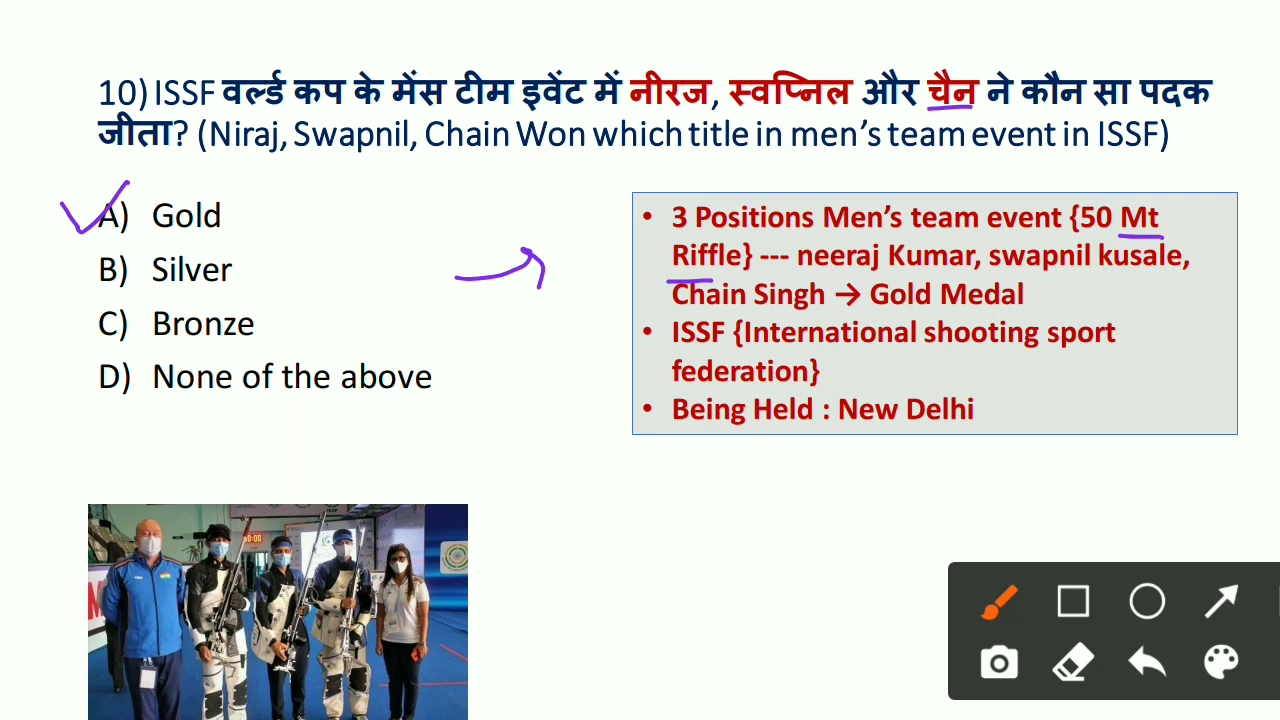 10) ISSF वर्ल्ड कप के मेंस टीम इवेंट में नीरज, स्वप्निल और चैन ने कौन सा पदक
जीता? (Niraj, Swapnil, Chain Won which title in men’s team event in ISSF)
A) Gold
B) Silver
C) Bronze
D) None of the above
• 3 Positions Men’s team event {50 Mt
Riffle} --- neeraj Kumar, swapnil kusale,
Chain Singh → Gold Medal
• ISSF {International shooting sport
federation}
• Being Held : New Delhi